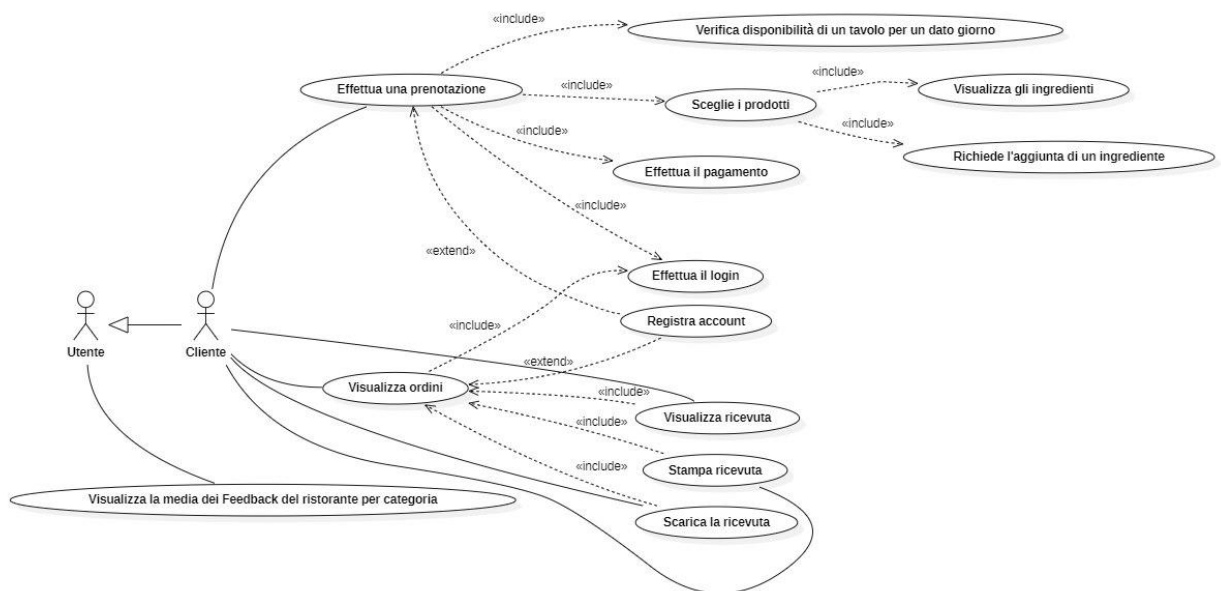 «include»
Verifica disponibilità di un tavolo per un dato giorno
Effettua una prenotazione
«include»
Sceglie i prodotti
«include»
Visualizza gli ingredienti
«include»
Richiede l'aggiunta di un ingrediente
«include»
Effettua il pagamento
«include»
«extend»
Effettua il login
Registra account
«include»
Utente
Cliente
«extend»
Visualizza ordini
«include»
Visualizza ricevuta
«include»
Stampa ricevuta
«include»
Visualizza la media dei Feedback del ristorante per categoria
Scarica la ricevuta